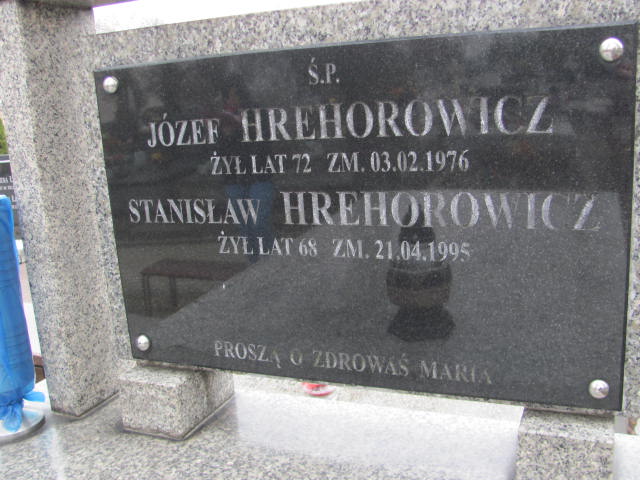 Ś.P.
JÓZEF HREHOROWICZ
ŻYŁ LAT 72 ZM. 03.02.1976
STANISŁAW HREHOROWICZ
ŻYŁ LAT 68 ZM. 21.04.1995
PROSZĄ O ZDROWAŚ MARIA